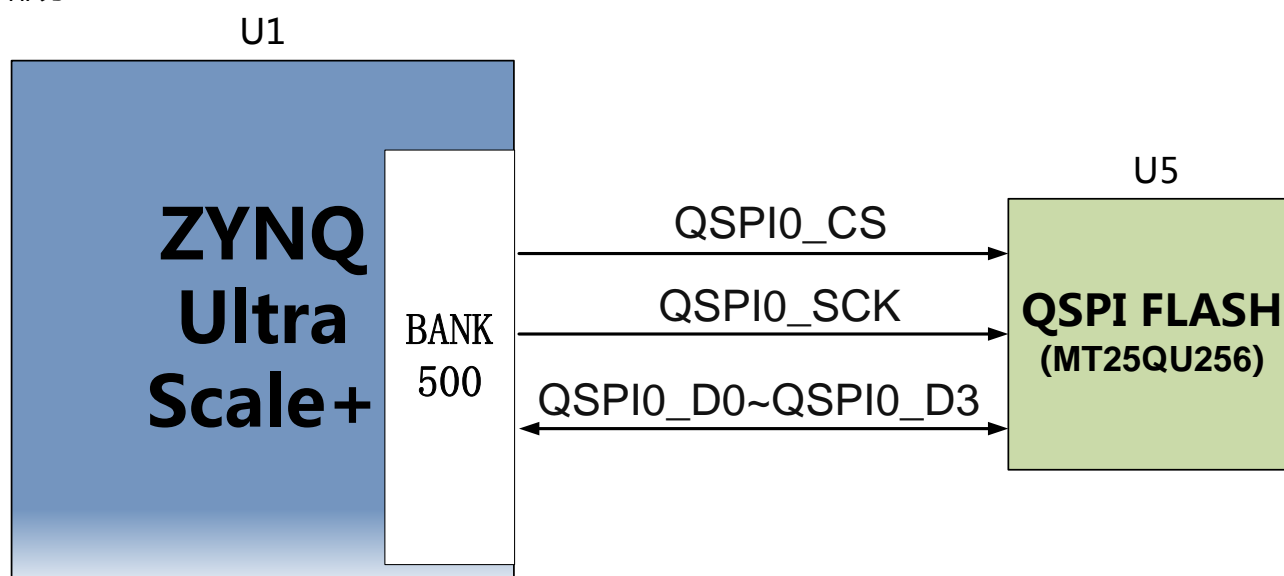 U1
ZYNQ
Ultra
Scale+
BANK
500
QSPI0_CS
QSPI0_SCK
QSPI0_D0~QSPI0_D3
U5
QSPI FLASH
(MT25QU256)